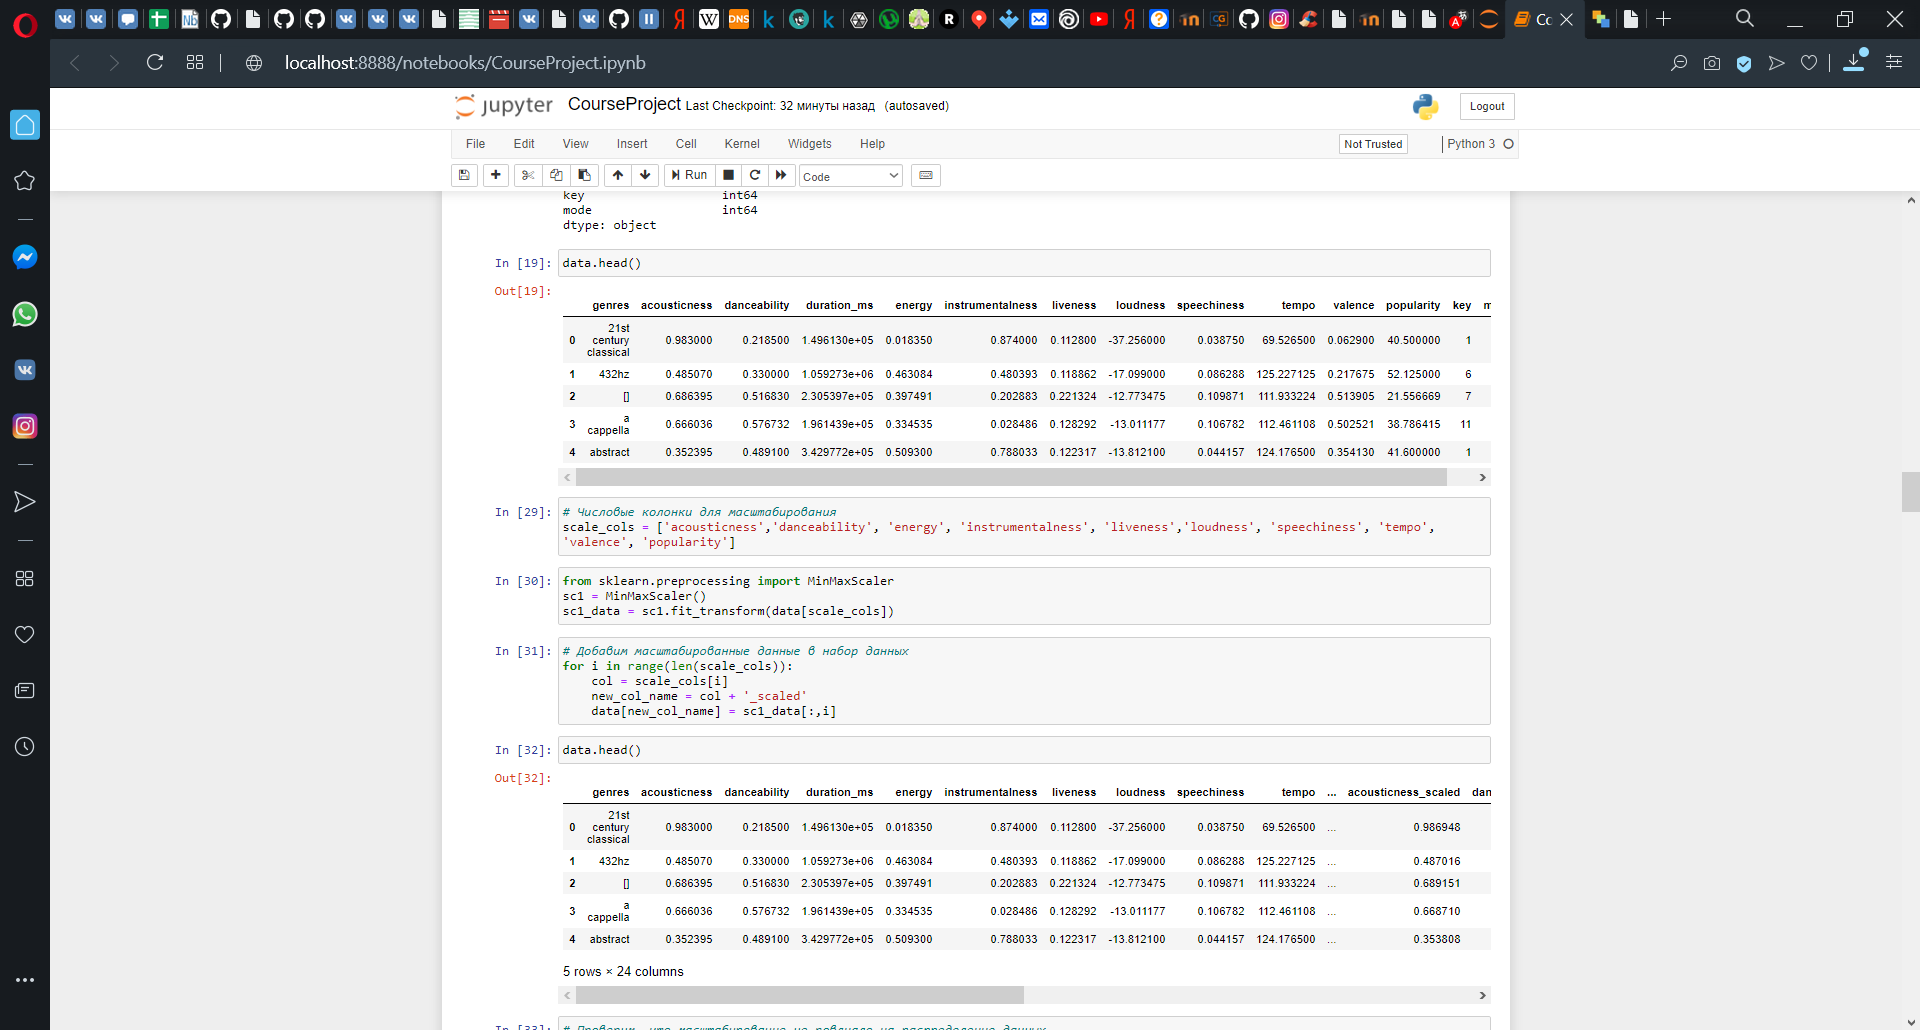 Co
localhost:8888/notebooks/CourseProject.ipynb
jupyter CourseProject Last Checkpoint: 32 минуты назад (autosaved)
Logout
File Edit View Insert Cell Kernel Widgets Help
Not Trusted
Python 3
Run
Code
key int64
mode int64
dtype: object
In [19]: data.head()
Out[19]:
genres acousticness danceability duration_ms energy instrumentalness liveness loudness speechiness tempo valence popularity key m
0 21st century classical 0.983000 0.218500 1.496130e+05 0.018350 0.874000 0.112800 -37.256000 0.038750 69.526500 0.062900 40.500000 1
1 432hz 0.485070 0.330000 1.059273e+06 0.463084 0.480393 0.118862 -17.099000 0.086288 125.227125 0.217675 52.125000 6
2 [] 0.686395 0.516830 2.305397e+05 0.397491 0.202883 0.221324 -12.773475 0.109871 111.933224 0.513905 21.556669 7
3 a cappella 0.666036 0.576732 1.961439e+05 0.334535 0.028486 0.128292 -13.011177 0.106782 112.461108 0.502521 38.786415 11
4 abstract 0.352395 0.489100 3.429772e+05 0.509300 0.788033 0.122317 -13.812100 0.044157 124.176500 0.354130 41.600000 1
In [29]: # Числовые колонки для масштабирования
scale_cols = ['acousticness','danceability', 'energy', 'instrumentalness', 'liveness','loudness', 'speechiness', 'tempo',
'valence', 'popularity']
In [30]: from sklearn.preprocessing import MinMaxScaler
sc1 = MinMaxScaler()
sc1_data = sc1.fit_transform(data[scale_cols])
In [31]: # Добавим масштабированные данные в набор данных
for i in range(len(scale_cols)):
col = scale_cols[i]
new_col_name = col + '_scaled'
data[new_col_name] = sc1_data[:,i]
In [32]: data.head()
Out[32]:
genres acousticness danceability duration_ms energy instrumentalness liveness loudness speechiness tempo ... acousticness_scaled dan
0 21st century classical 0.983000 0.218500 1.496130e+05 0.018350 0.874000 0.112800 -37.256000 0.038750 69.526500 ... 0.986948
1 432hz 0.485070 0.330000 1.059273e+06 0.463084 0.480393 0.118862 -17.099000 0.086288 125.227125 ... 0.487016
2 [] 0.686395 0.516830 2.305397e+05 0.397491 0.202883 0.221324 -12.773475 0.109871 111.933224 ... 0.689151
3 a cappella 0.666036 0.576732 1.961439e+05 0.334535 0.028486 0.128292 -13.011177 0.106782 112.461108 ... 0.668710
4 abstract 0.352395 0.489100 3.429772e+05 0.509300 0.788033 0.122317 -13.812100 0.044157 124.176500 ... 0.353808
5 rows × 24 columns
In [33]: # Проверим, что масштабирование не повлияло на распределение данных